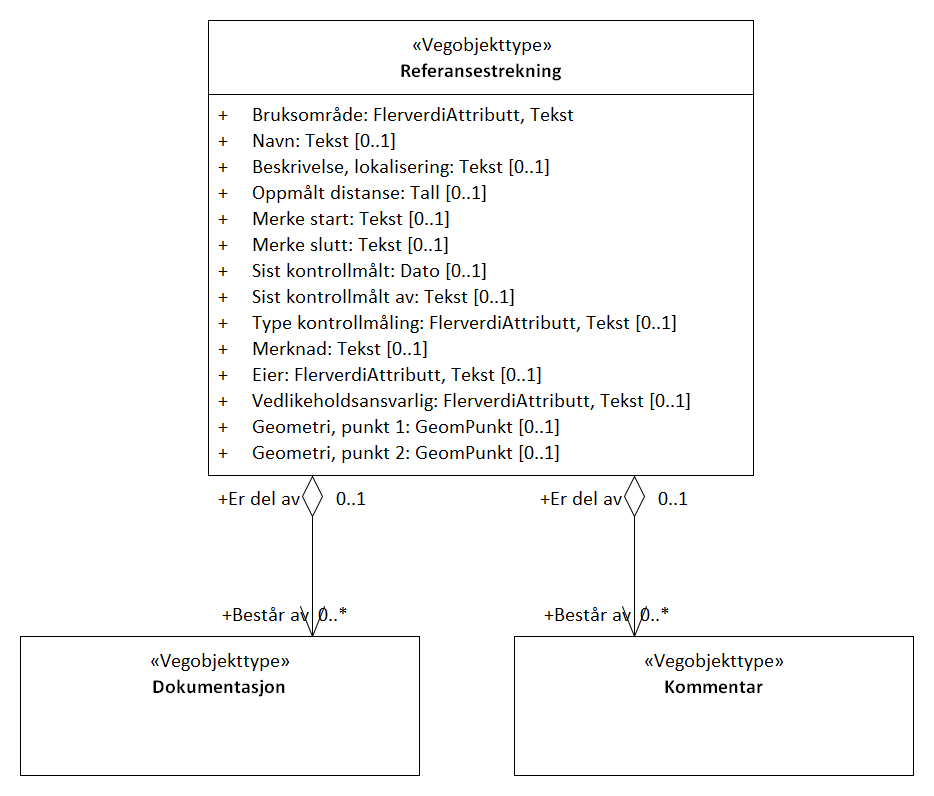 «Vegobjekttype»
Referansestrekning
+ Bruksområde: FlerverdiAttributt, Tekst
+ Navn: Tekst [0..1]
+ Beskrivelse, lokalisering: Tekst [0..1]
+ Oppmålt distanse: Tall [0..1]
+ Merke start: Tekst [0..1]
+ Merke slutt: Tekst [0..1]
+ Sist kontrollmålt: Dato [0..1]
+ Sist kontrollmålt av: Tekst [0..1]
+ Type kontrollmåling: FlerverdiAttributt, Tekst [0..1]
+ Merknad: Tekst [0..1]
+ Eier: FlerverdiAttributt, Tekst [0..1]
+ Vedlikeholdsansvarlig: FlerverdiAttributt, Tekst [0..1]
+ Geometri, punkt 1: GeomPunkt [0..1]
+ Geometri, punkt 2: GeomPunkt [0..1]
+Er del av 0..1 +Er del av 0..1
+Består av 0..* +Består av 0..*
«Vegobjekttype»
Dokumentasjon
«Vegobjekttype»
Kommentar